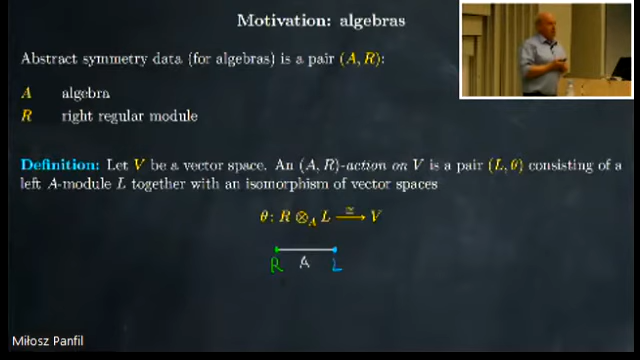 Motivation: algebras
Abstract symmetry data (for algebras) is a pair (A, R):
A algebra
R right regular module
Definition: Let V be a vector space. An (A, R)-action on V is a pair (L, θ) consisting of a
left A-module L together with an isomorphism of vector spaces
θ: R ⊗_A L ≃⟶ V
R A L
Miłosz Panfil